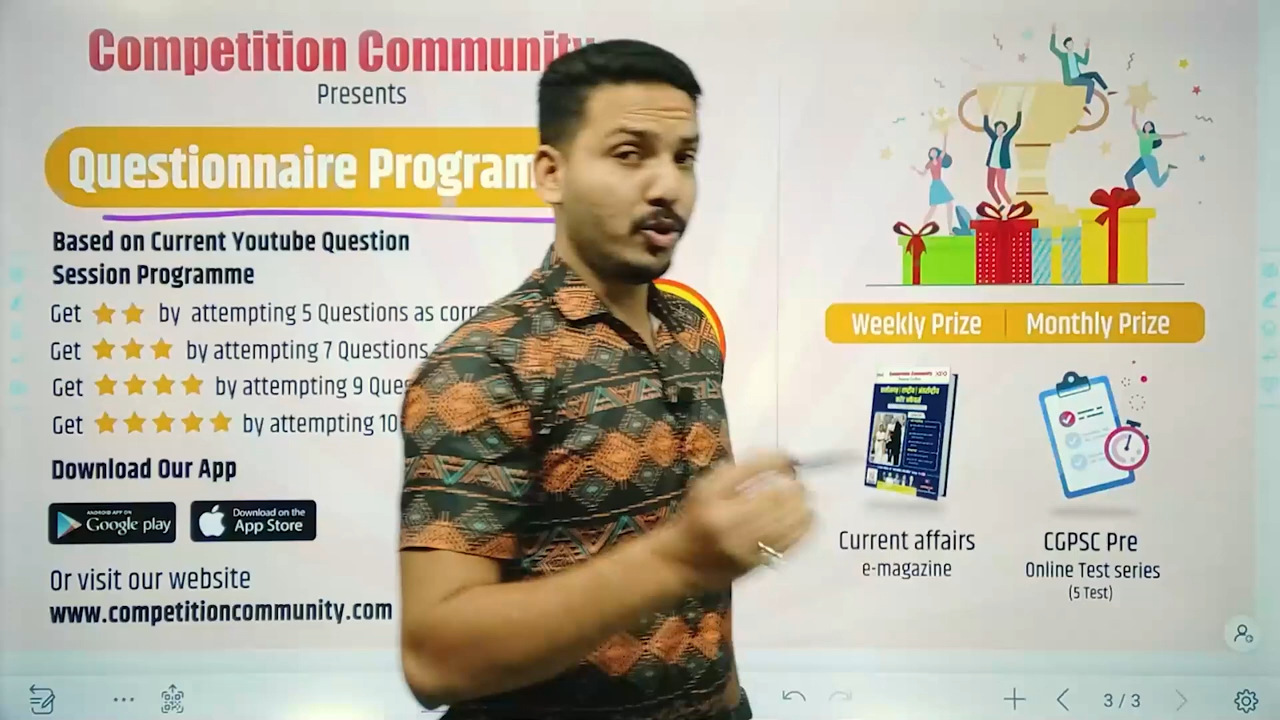 Competition Community
Presents
Questionnaire Program
Based on Current Youtube Question
Session Programme
Get by attempting 5 Questions as
Get by attempting 7 Questions
Get by attempting 9
Get by attempting 10
Download Our App
ANDROID APP ON
Google play
Download on the
App Store
Or visit our website
www.competitioncommunity.com
Weekly Prize
Monthly Prize
Competition Community
Current affairs
e-magazine
CGPSC Pre
Online Test series
(5 Test)
3 / 3